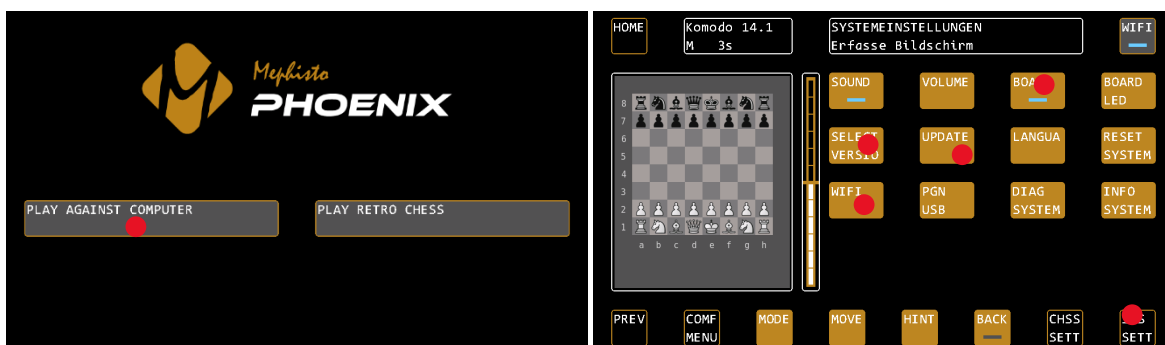 Mephisto
PHOENIX
PLAY AGAINST COMPUTER
PLAY RETRO CHESS
HOME
Komodo 14.1
M 3s
SYSTEMEINSTELLUNGEN
Erfasse Bildschirm
WIFI
SOUND
VOLUME
BOARD
LED
SELECT
VERSIO
UPDATE
LANGUA
RESET
SYSTEM
WIFI
PGN
USB
DIAG
SYSTEM
INFO
SYSTEM
8
7
6
5
4
3
2
1
a b c d e f g h
PREV
COMF
MENU
MODE
MOVE
HINT
BACK
CHSS
SETT
SETT